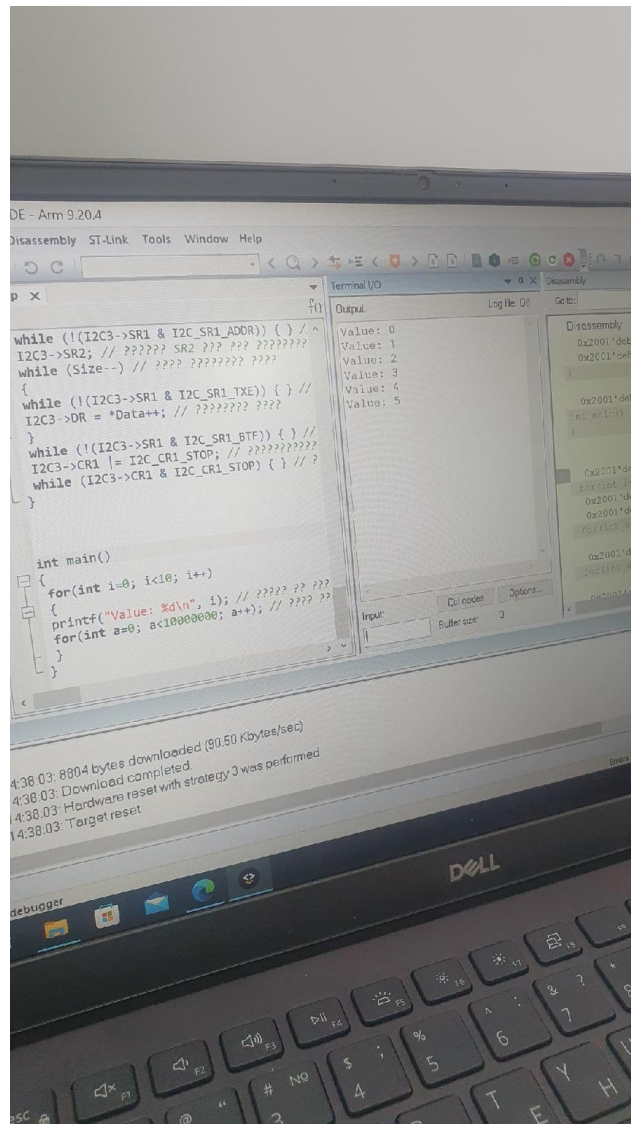 DE - Arm 9.20.4
Disassembly ST-Link Tools Window Help
Terminal I/O
Output:
Log file: Off
Value: 0
Value: 1
Value: 2
Value: 3
Value: 4
Value: 5
Input:
Ctrl codes
Options...
Buffer size:
Disassembly
Go to:
Disassembly
int main()
while (!(I2C3->SR1 & I2C_SR1_ADDR)) { } /
I2C3->SR2; // ?????? SR2 ??? ??? ????????
while (Size--) // ???? ???????? ????
{
while (!(I2C3->SR1 & I2C_SR1_TXE)) { } //
I2C3->DR = *Data++; // ???????? ????
}
while (!(I2C3->SR1 & I2C_SR1_BTF)) { } //
I2C3->CR1 |= I2C_CR1_STOP; // ???????????
while (I2C3->CR1 & I2C_CR1_STOP) { } // ?
}
int main()
{
for(int i=0; i<10; i++)
{
printf("Value: %d\n", i); // ????? ?? ???
for(int a=0; a<10000000; a++); // ???? ??
}
}
4:38:03: 8804 bytes downloaded (90.50 Kbytes/sec)
4:38:03: Download completed.
14:38:03: Hardware reset with strategy 3 was performed
14:38:03: Target reset
debugger
DELL
F1
F2
F3
F4
F5
F6
F7
F8
# № 3
$ ; 4
% 5
^ : 6
& ? 7
@ "
T
Y
E
H